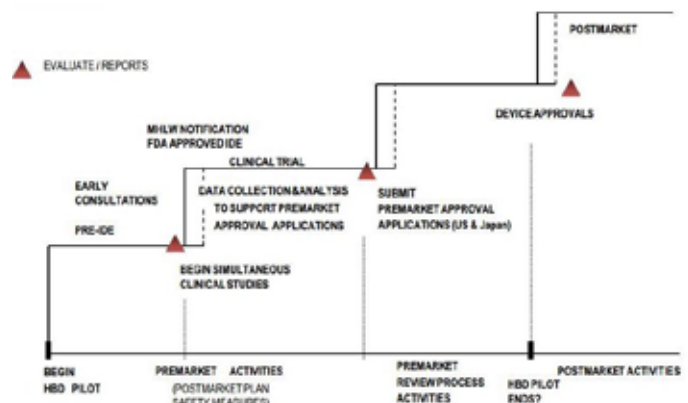 POSTMARKET
EVALUATE / REPORTS
DEVICE APPROVALS
MHLW NOTIFICATION
FDA APPROVED IDE
CLINICAL TRIAL
EARLY
CONSULTATIONS
DATA COLLECTION & ANALYSIS
TO SUPPORT PREMARKET
APPROVAL APPLICATIONS
SUBMIT
PREMARKET APPROVAL
APPLICATIONS (US & Japan)
PRE-IDE
BEGIN SIMULTANEOUS
CLINICAL STUDIES
BEGIN
HBD PILOT
PREMARKET ACTIVITIES
(POSTMARKET PLAN
SAFETY MEASURES)
PREMARKET
REVIEW PROCESS
ACTIVITIES
HBD PILOT
ENDS?
POSTMARKET ACTIVITIES